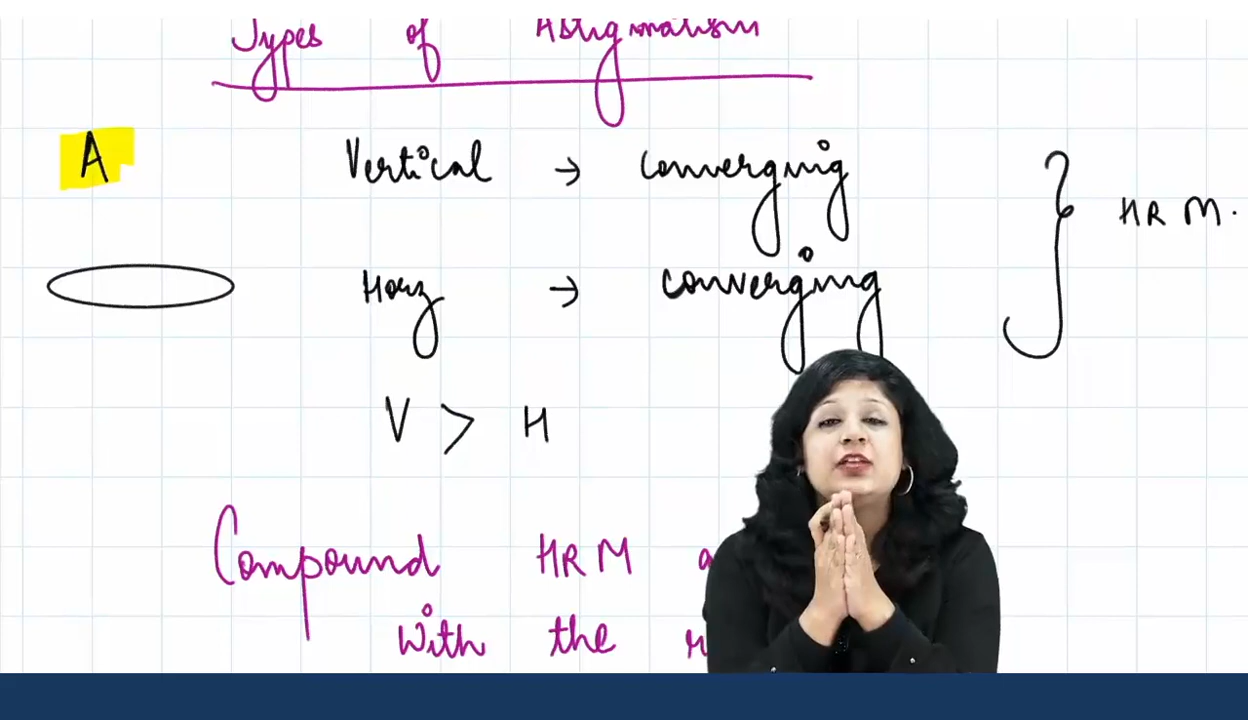 Types of Astigmatism
A Vertical → Converging
HRM.
Horz → Converging
V > H
Compound HRM
with the